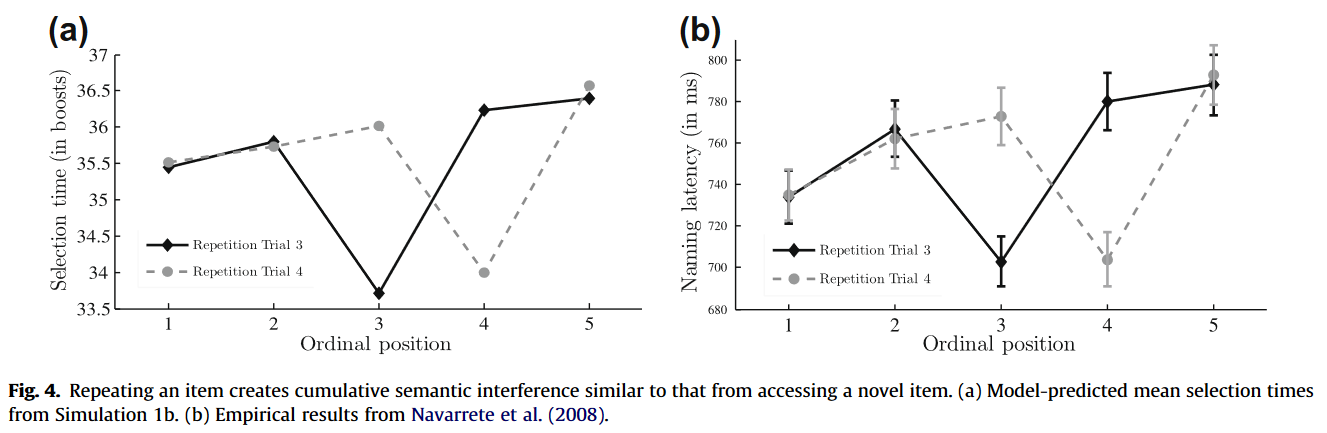 (a)
37
36.5
36
35.5
35
34.5
34
33.5
Selection time (in boosts)
Repetition Trial 3
Repetition Trial 4
1 2 3 4 5
Ordinal position
(b)
800
780
760
740
720
700
680
Naming latency (in ms)
Repetition Trial 3
Repetition Trial 4
1 2 3 4 5
Ordinal position
Fig. 4. Repeating an item creates cumulative semantic interference similar to that from accessing a novel item. (a) Model-predicted mean selection times
from Simulation 1b. (b) Empirical results from Navarrete et al. (2008).